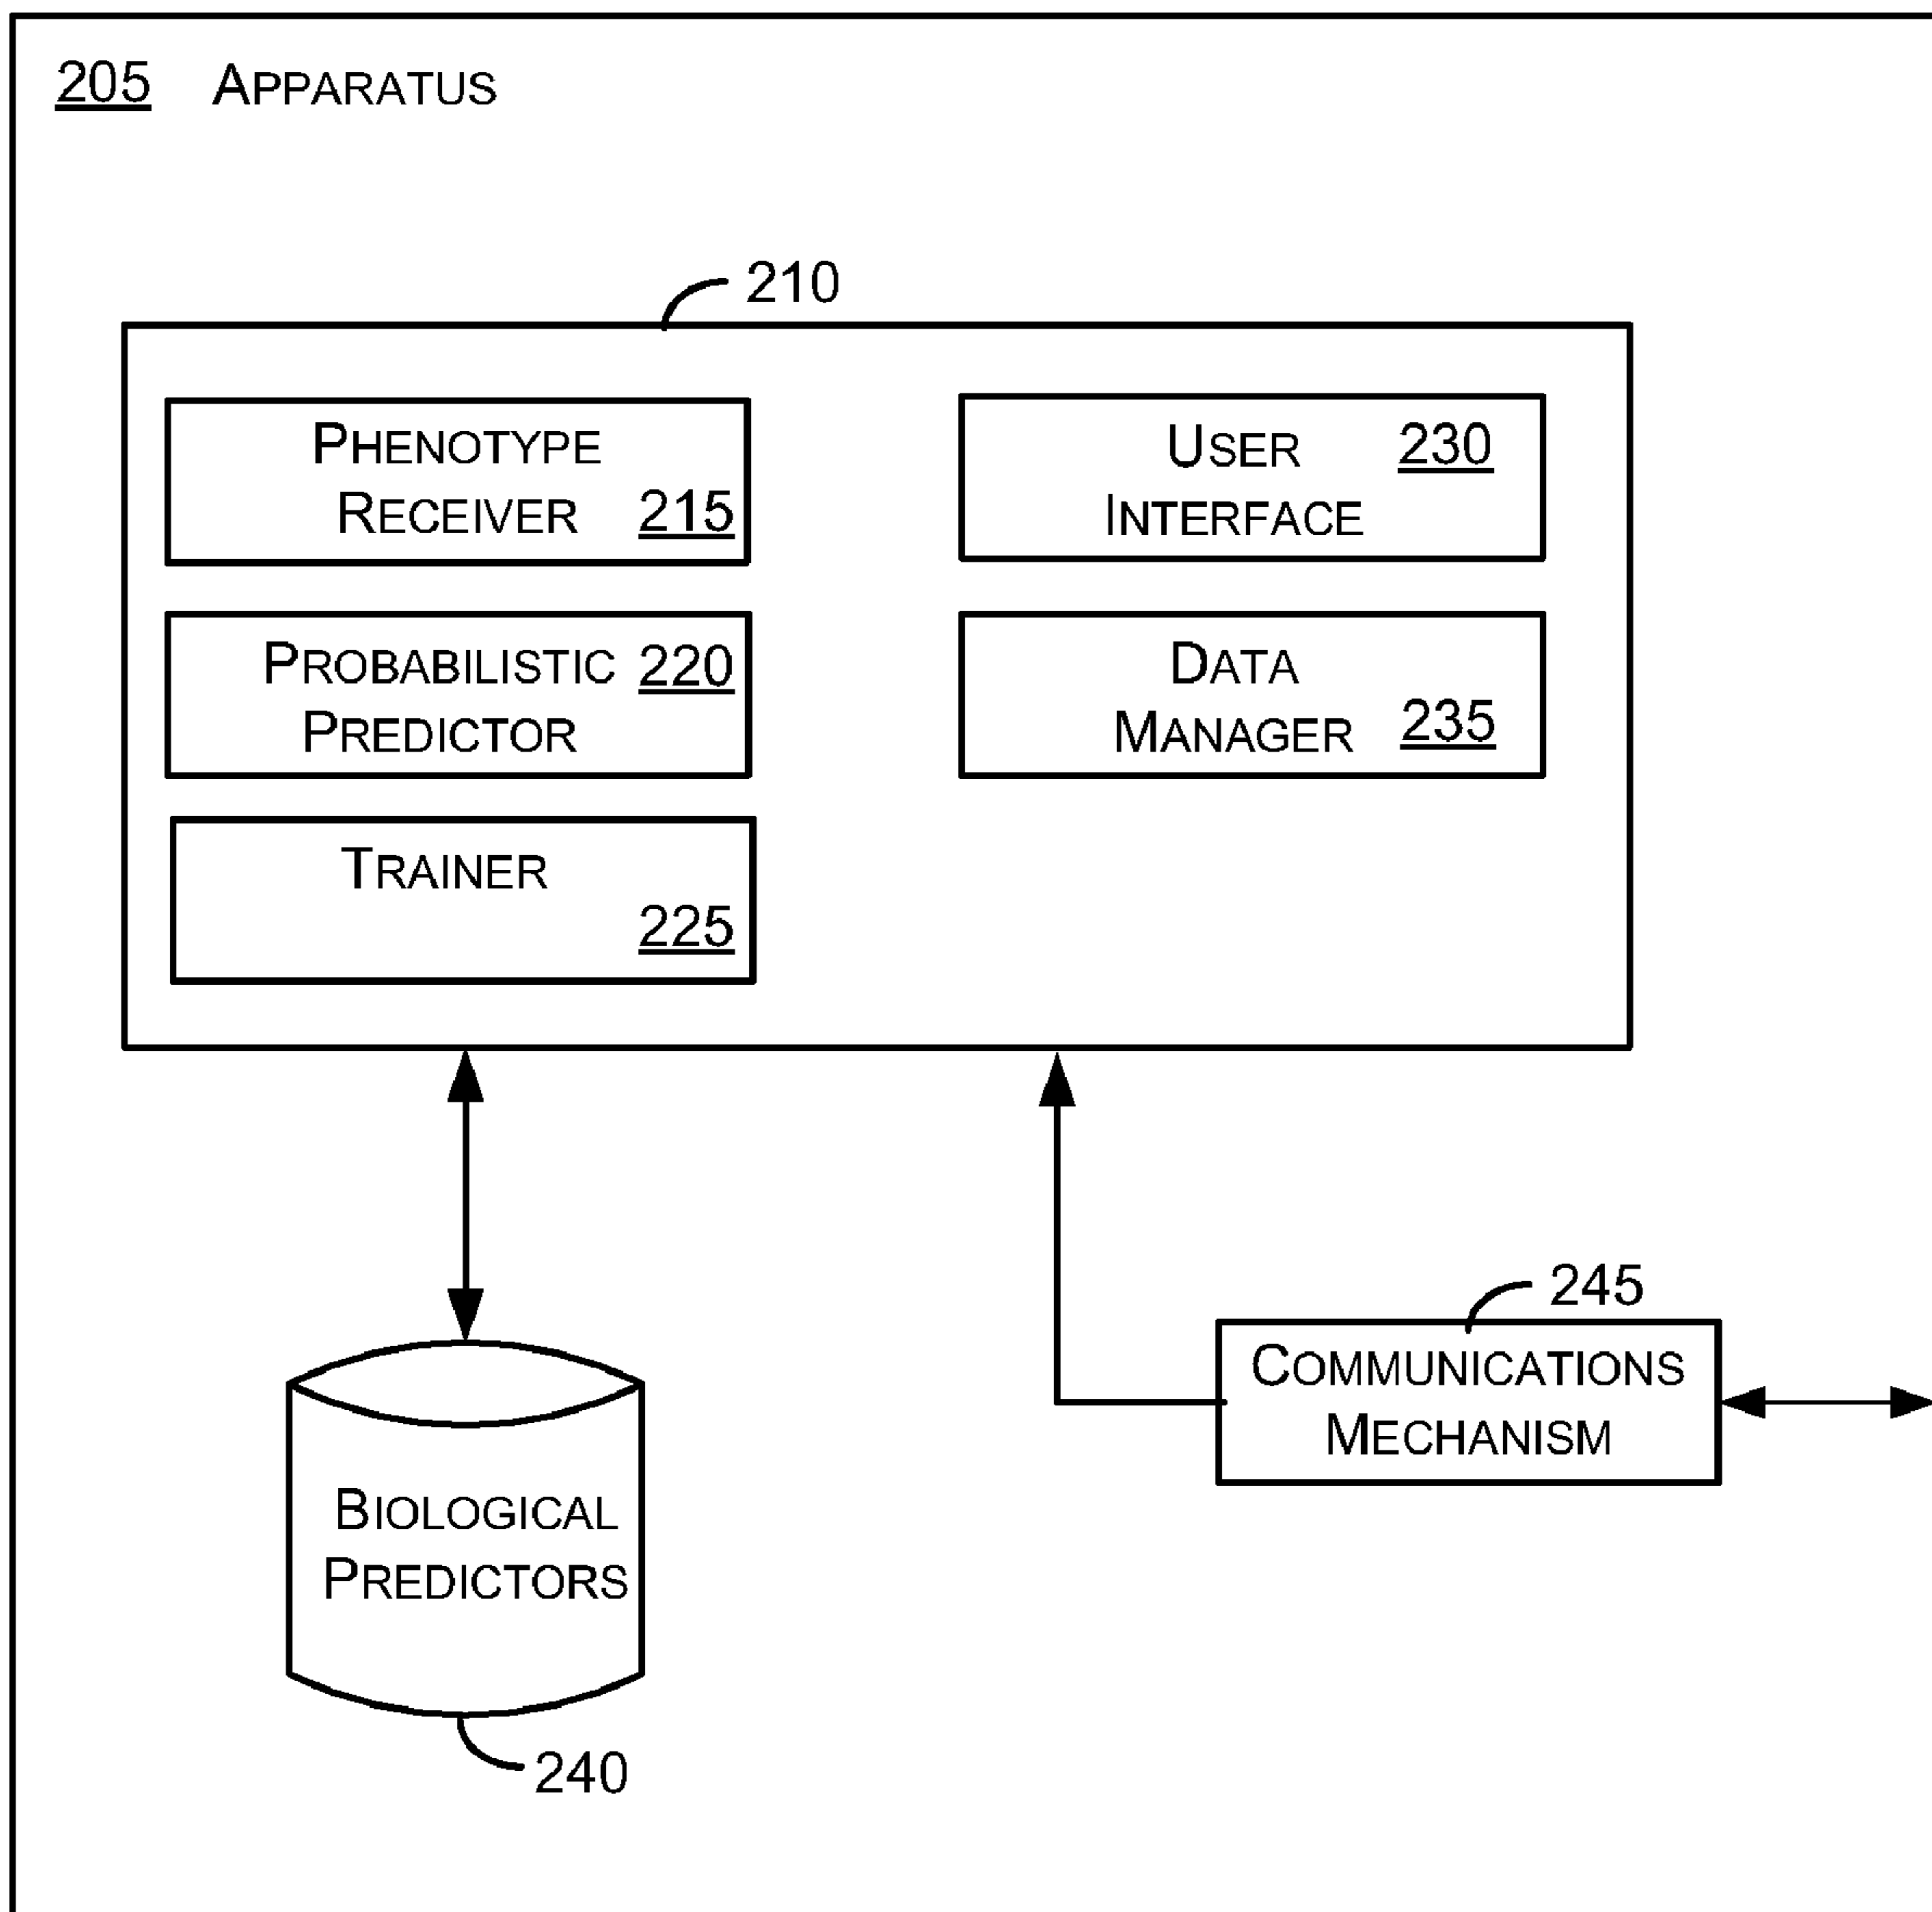 205 APPARATUS
210
PHENOTYPE
RECEIVER 215
USER 230
INTERFACE
PROBABILISTIC 220
PREDICTOR
DATA
MANAGER 235
TRAINER
225
245
COMMUNICATIONS
MECHANISM
BIOLOGICAL
PREDICTORS
240